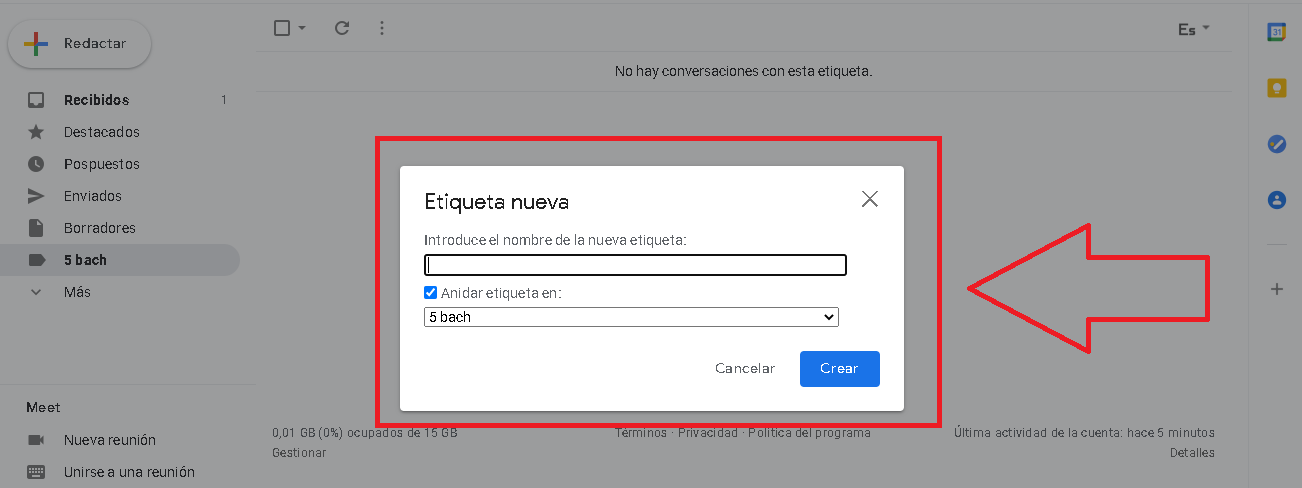 Redactar
Es
No hay conversaciones con esta etiqueta.
Recibidos 1
Destacados
Pospuestos
Enviados
Borradores
5 bach
Más
Etiqueta nueva
Introduce el nombre de la nueva etiqueta:
Anidar etiqueta en:
5 bach
Cancelar Crear
Meet
Nueva reunión
Unirse a una reunión
0,01 GB (0%) ocupados de 15 GB
Gestionar
Términos · Privacidad · Política del programa
Última actividad de la cuenta: hace 5 minutos
Detalles
31